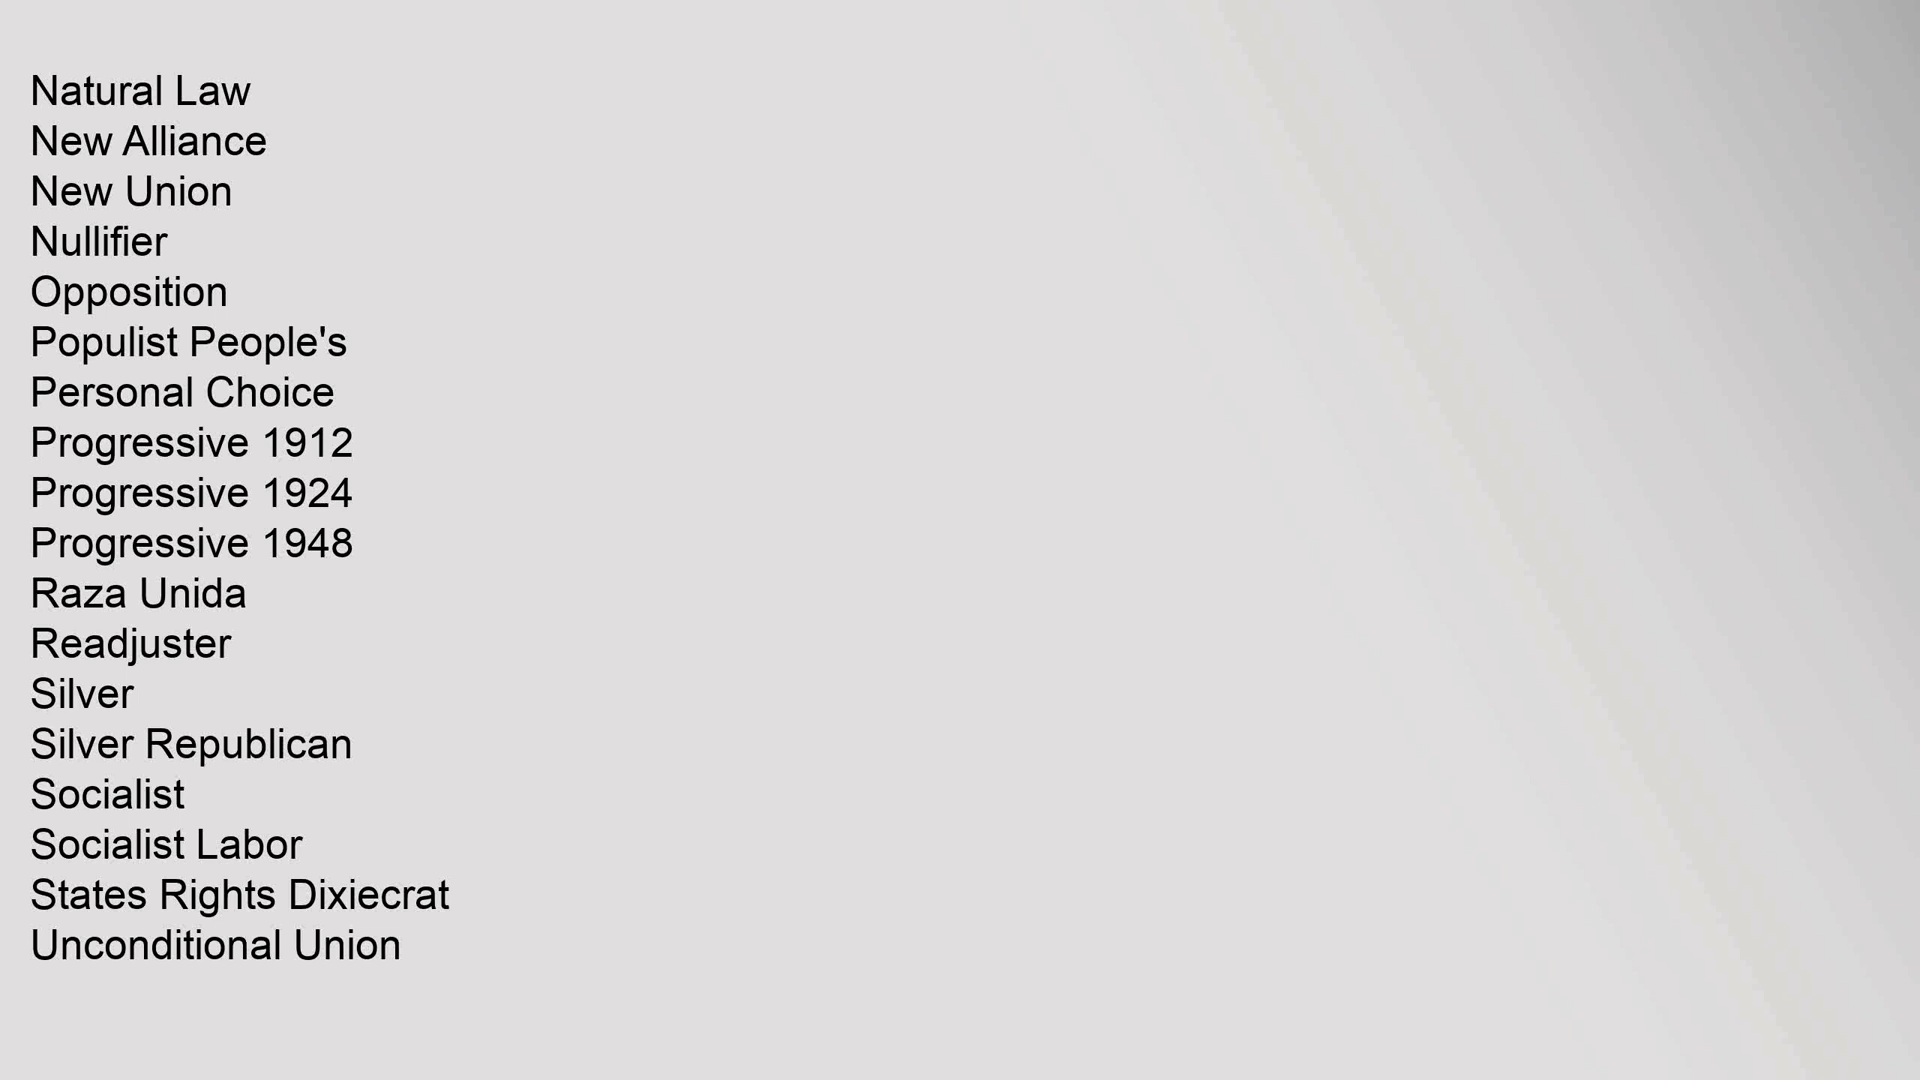 Natural Law
New Alliance
New Union
Nullifier
Opposition
Populist People's
Personal Choice
Progressive 1912
Progressive 1924
Progressive 1948
Raza Unida
Readjuster
Silver
Silver Republican
Socialist
Socialist Labor
States Rights Dixiecrat
Unconditional Union